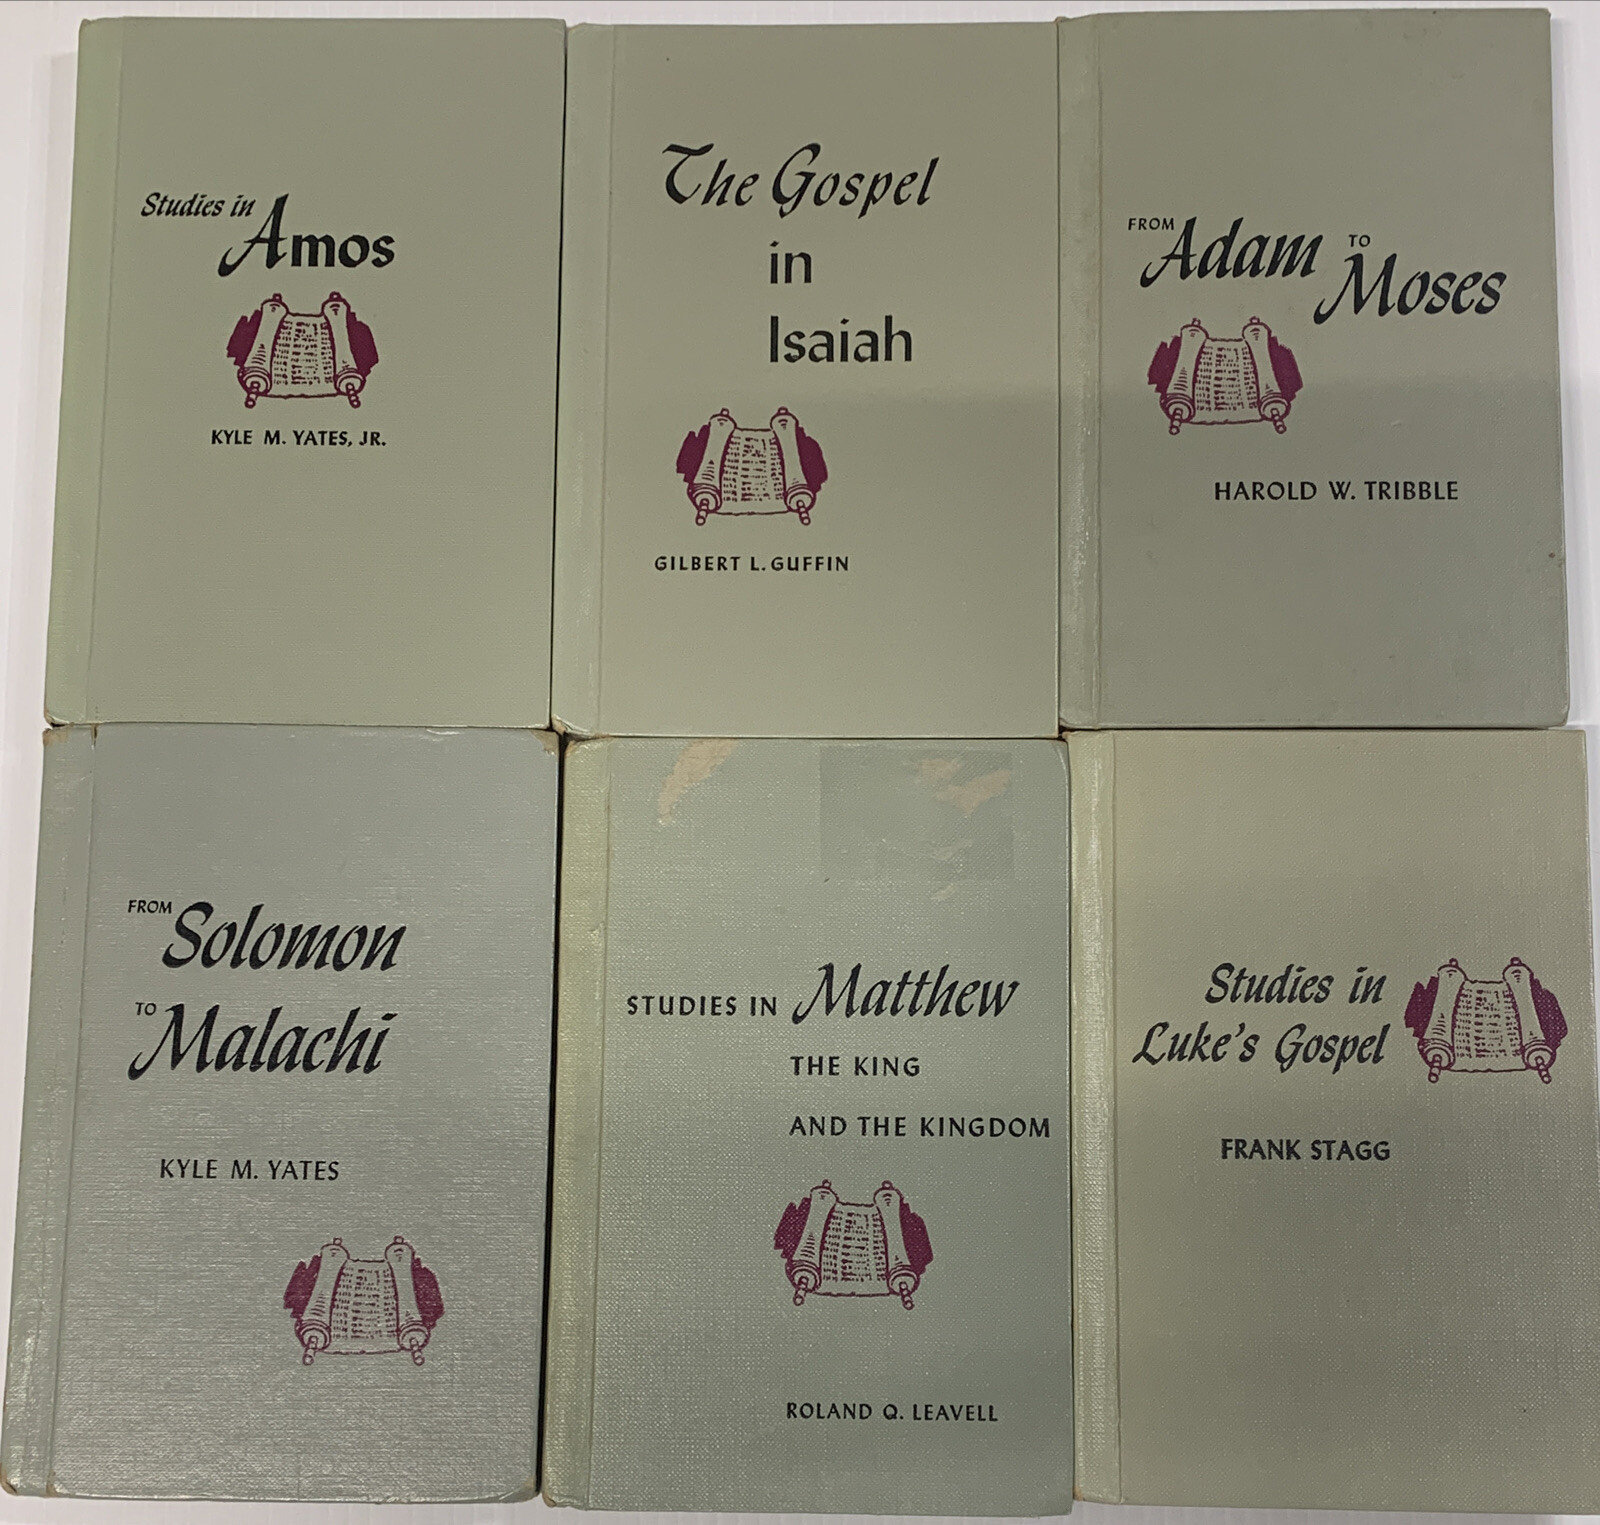 Studies in
Amos
KYLE M. YATES, JR.
The Gospel
in
Isaiah
GILBERT L. GUFFIN
FROM Adam TO
Moses
HAROLD W. TRIBBLE
FROM Solomon
TO Malachi
KYLE M. YATES
STUDIES IN Matthew
THE KING
AND THE KINGDOM
ROLAND Q. LEAVELL
Studies in
Luke's Gospel
FRANK STAGG